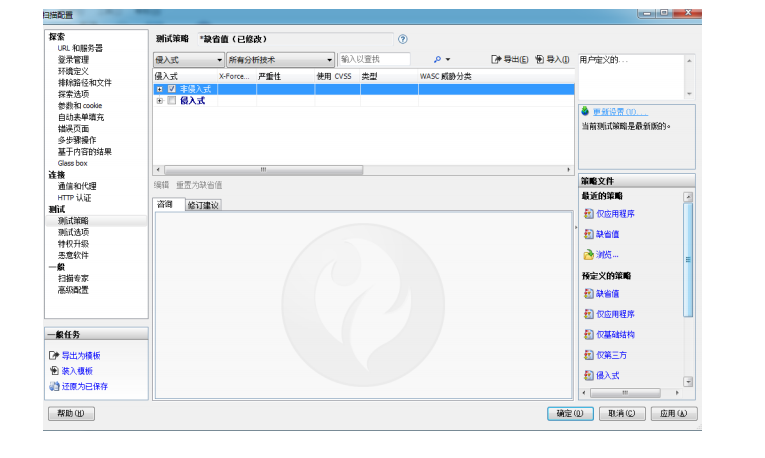 扫描配置
探索
URL 和服务器
登录管理
环境定义
排除路径和文件
探索选项
参数和 cookie
自动表单填充
错误页面
多步骤操作
基于内容的结果
Glass box
连接
通信和代理
HTTP 认证
测试
测试策略
测试选项
特权升级
恶意软件
一般
扫描专家
高级配置
一般任务
导出为模板
装入模板
还原为已保存
测试策略 *缺省值（已修改）
侵入式 所有分析技术 输入以查找 导出(E) 导入(I)
侵入式 X-Force... 严重性 使用 CVSS 类型 WASC 威胁分类
非侵入式
侵入式
编辑 重置为缺省值
咨询 修订建议
用户定义的...
更新设置(U)...
当前测试策略是最新版的。
策略文件
最近的策略
仅应用程序
缺省值
浏览...
预定义的策略
缺省值
仅应用程序
仅基础结构
仅第三方
侵入式
帮助(H) 确定(O) 取消(C) 应用(A)